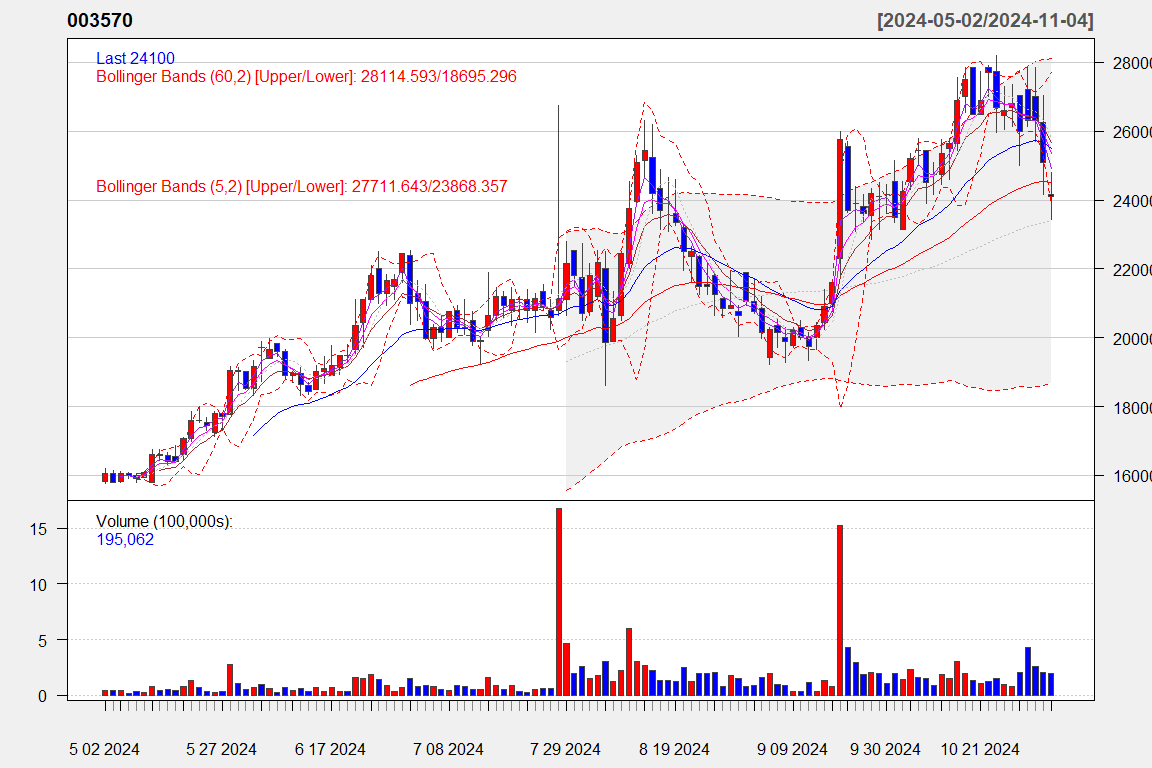 003570 [2024-05-02/2024-11-04]
Last 24100
Bollinger Bands (60,2) [Upper/Lower]: 28114.593/18695.296
Bollinger Bands (5,2) [Upper/Lower]: 27711.643/23868.357
28000
26000
24000
22000
20000
18000
16000
Volume (100,000s):
195,062
15
10
5
0
5 02 2024 5 27 2024 6 17 2024 7 08 2024 7 29 2024 8 19 2024 9 09 2024 9 30 2024 10 21 2024